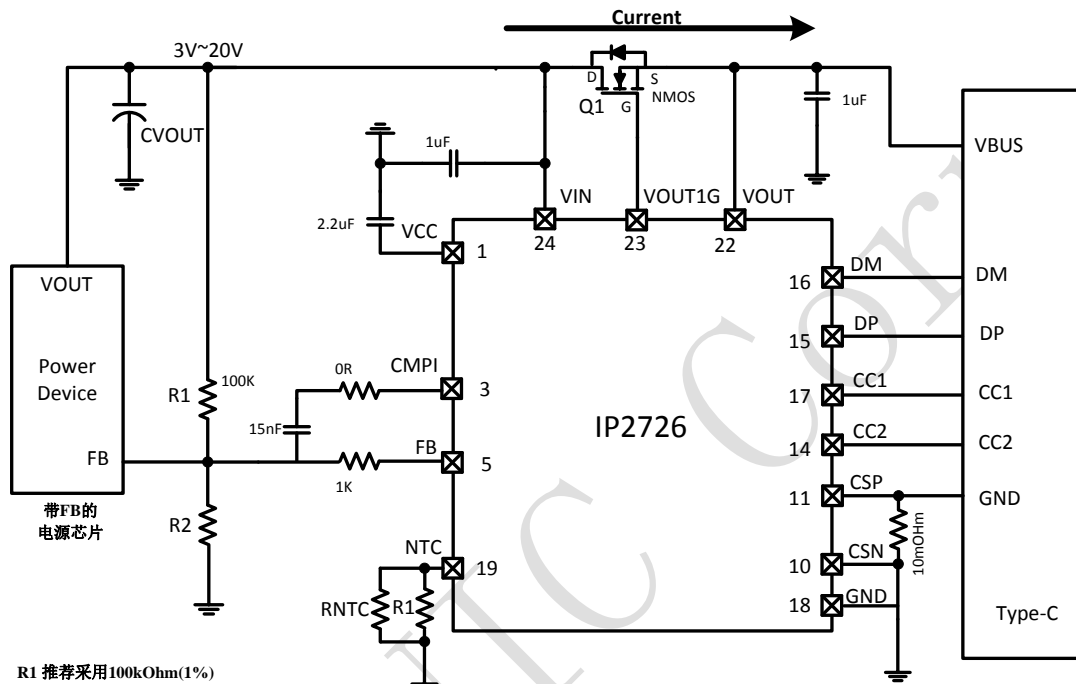 Current
3V~20V
D
S
Q1
G
NMOS
CVOUT
1uF
1uF
VBUS
VIN
VOUT1G
VOUT
2.2uF
VCC
24
23
22
1
VOUT
DM
16
DM
DP
15
DP
Power
Device
CMPI
0R
R1
100K
3
CC1
17
CC1
15nF
IP2726
CC2
14
CC2
FB
FB
5
1K
CSP
11
GND
带FB的
电源芯片
R2
10mOHm
NTC
19
CSN
10
RNTC
R1
GND
18
Type-C
R1 推荐采用100kOhm(1%)